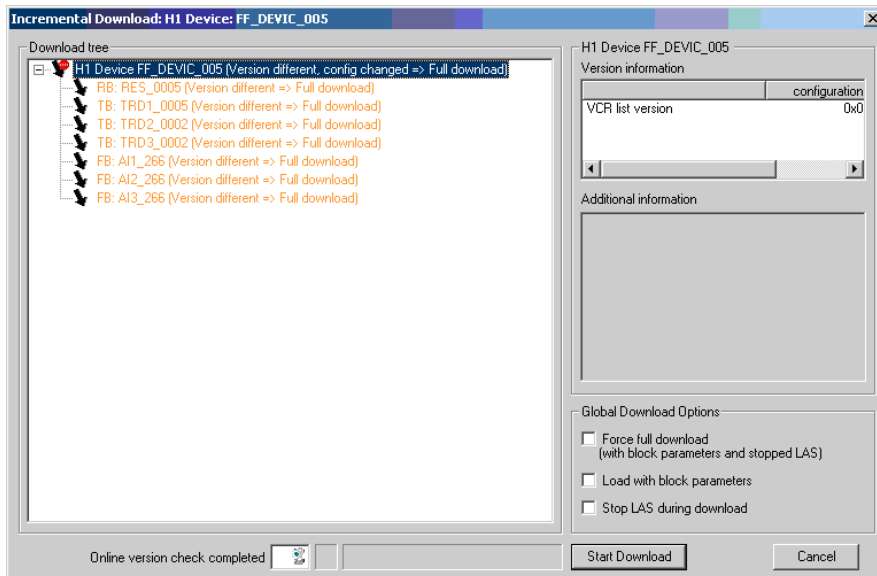 Incremental Download: H1 Device: FF_DEVIC_005
Download tree
H1 Device FF_DEVIC_005 (Version different, config changed => Full download)
RB: RES_0005 (Version different => Full download)
TB: TRD1_0005 (Version different => Full download)
TB: TRD2_0002 (Version different => Full download)
TB: TRD3_0002 (Version different => Full download)
FB: AI1_266 (Version different => Full download)
FB: AI2_266 (Version different => Full download)
FB: AI3_266 (Version different => Full download)
Online version check completed
H1 Device FF_DEVIC_005
Version information
configuration
VCR list version 0x0
Additional information
Global Download Options
Force full download
(with block parameters and stopped LAS)
Load with block parameters
Stop LAS during download
Start Download
Cancel